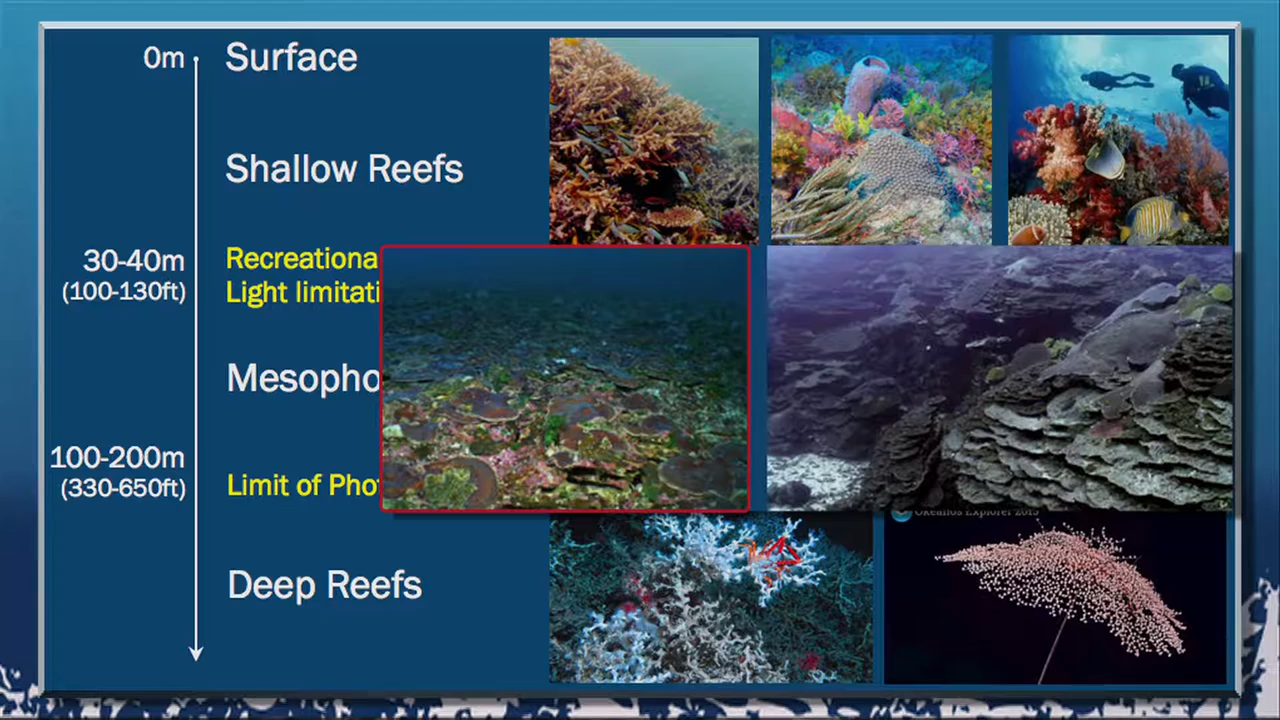 0m
Surface
Shallow Reefs
30-40m
(100-130ft)
Recreationa
Light limitati
Mesopho
100-200m
(330-650ft)
Limit of Pho
Okeanos Explorer 2015
Deep Reefs